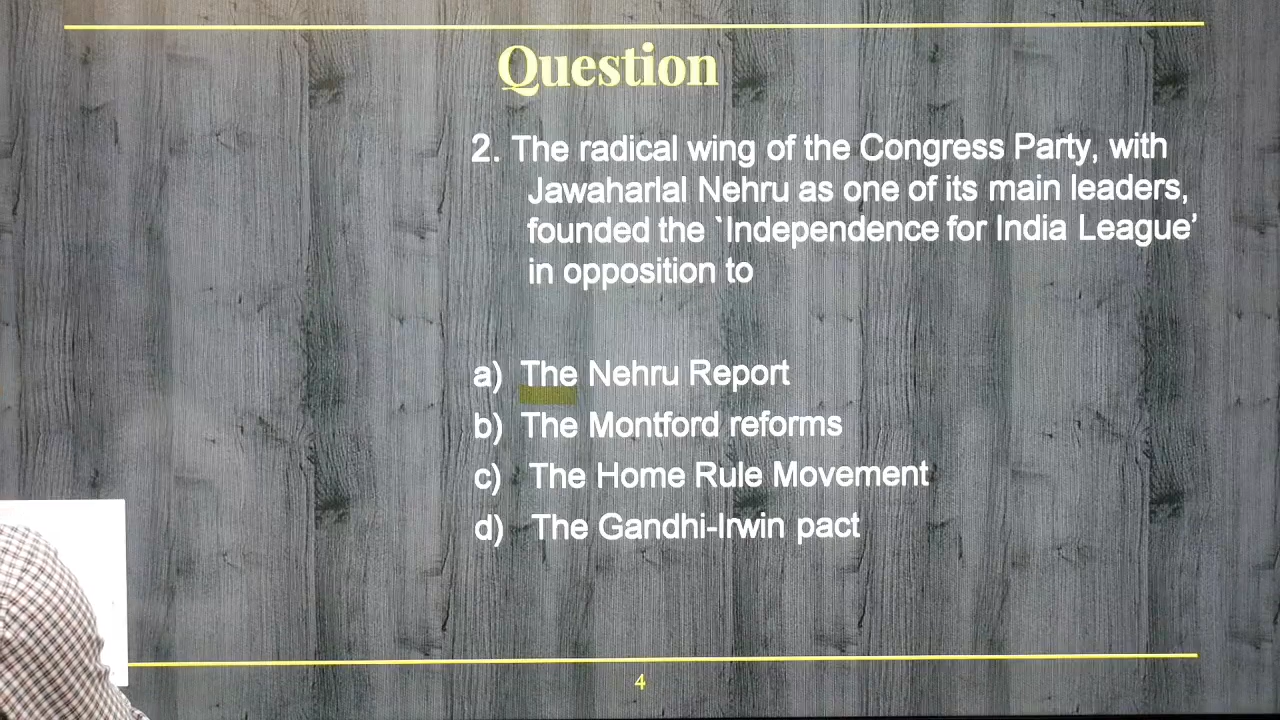 Question
2. The radical wing of the Congress Party, with
Jawaharlal Nehru as one of its main leaders,
founded the `Independence for India League’
in opposition to
a) The Nehru Report
b) The Montford reforms
c) The Home Rule Movement
d) The Gandhi-Irwin pact
4